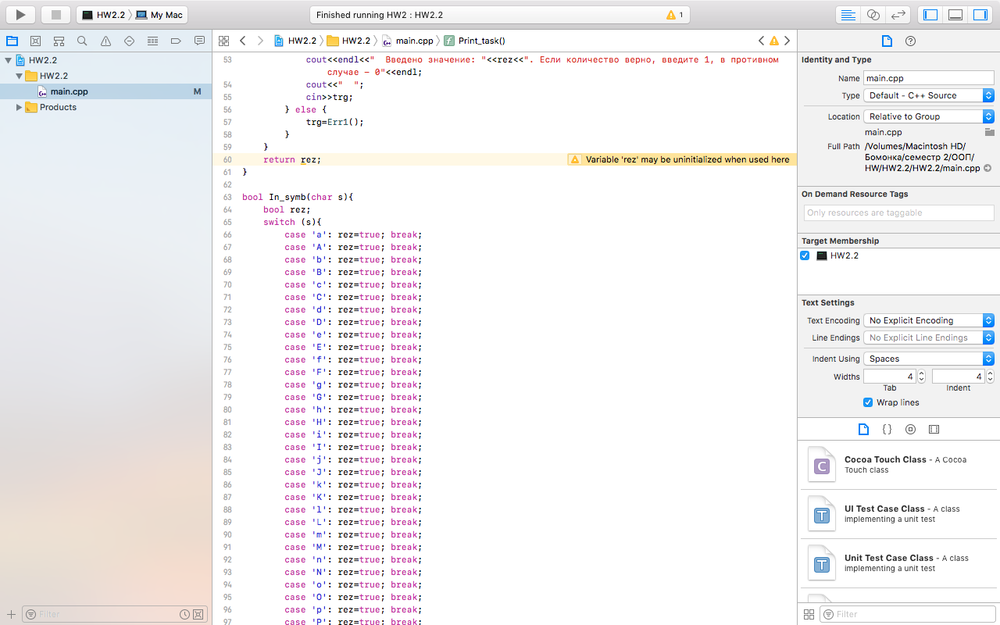 HW2.2 〉 My Mac
Finished running HW2 : HW2.2
1
HW2.2 〉 HW2.2 〉 main.cpp 〉 Print_task()
HW2.2
HW2.2
main.cpp M
Products
Filter
53 cout<<endl<<"  Введено значение: "<<rez<<". Если количество верно, введите 1, в противном
случае – 0"<<endl;
54 cout<<"  ";
55 cin>>trg;
56 } else {
57 trg=Err1();
58 }
59 }
60 return rez;
Variable 'rez' may be uninitialized when used here
61 }
62
63 bool In_symb(char s){
64 bool rez;
65 switch (s){
66 case 'a': rez=true; break;
67 case 'A': rez=true; break;
68 case 'b': rez=true; break;
69 case 'B': rez=true; break;
70 case 'c': rez=true; break;
71 case 'C': rez=true; break;
72 case 'd': rez=true; break;
73 case 'D': rez=true; break;
74 case 'e': rez=true; break;
75 case 'E': rez=true; break;
76 case 'f': rez=true; break;
77 case 'F': rez=true; break;
78 case 'g': rez=true; break;
79 case 'G': rez=true; break;
80 case 'h': rez=true; break;
81 case 'H': rez=true; break;
82 case 'i': rez=true; break;
83 case 'I': rez=true; break;
84 case 'j': rez=true; break;
85 case 'J': rez=true; break;
86 case 'k': rez=true; break;
87 case 'K': rez=true; break;
88 case 'l': rez=true; break;
89 case 'L': rez=true; break;
90 case 'm': rez=true; break;
91 case 'M': rez=true; break;
92 case 'n': rez=true; break;
93 case 'N': rez=true; break;
94 case 'o': rez=true; break;
95 case 'O': rez=true; break;
96 case 'p': rez=true; break;
97 case 'P': rez=true; break;
Identity and Type
Name main.cpp
Type Default - C++ Source
Location Relative to Group
main.cpp
Full Path /Volumes/Macintosh HD/
Бомонка/семестр 2/ООП/
HW/HW2.2/HW2.2/main.cpp
On Demand Resource Tags
Only resources are taggable
Target Membership
HW2.2
Text Settings
Text Encoding No Explicit Encoding
Line Endings No Explicit Line Endings
Indent Using Spaces
Widths 4 4
Tab Indent
Wrap lines
{}
C
Cocoa Touch Class - A Cocoa
Touch class
T
UI Test Case Class - A class
implementing a unit test
T
Unit Test Case Class - A class
implementing a unit test
Filter